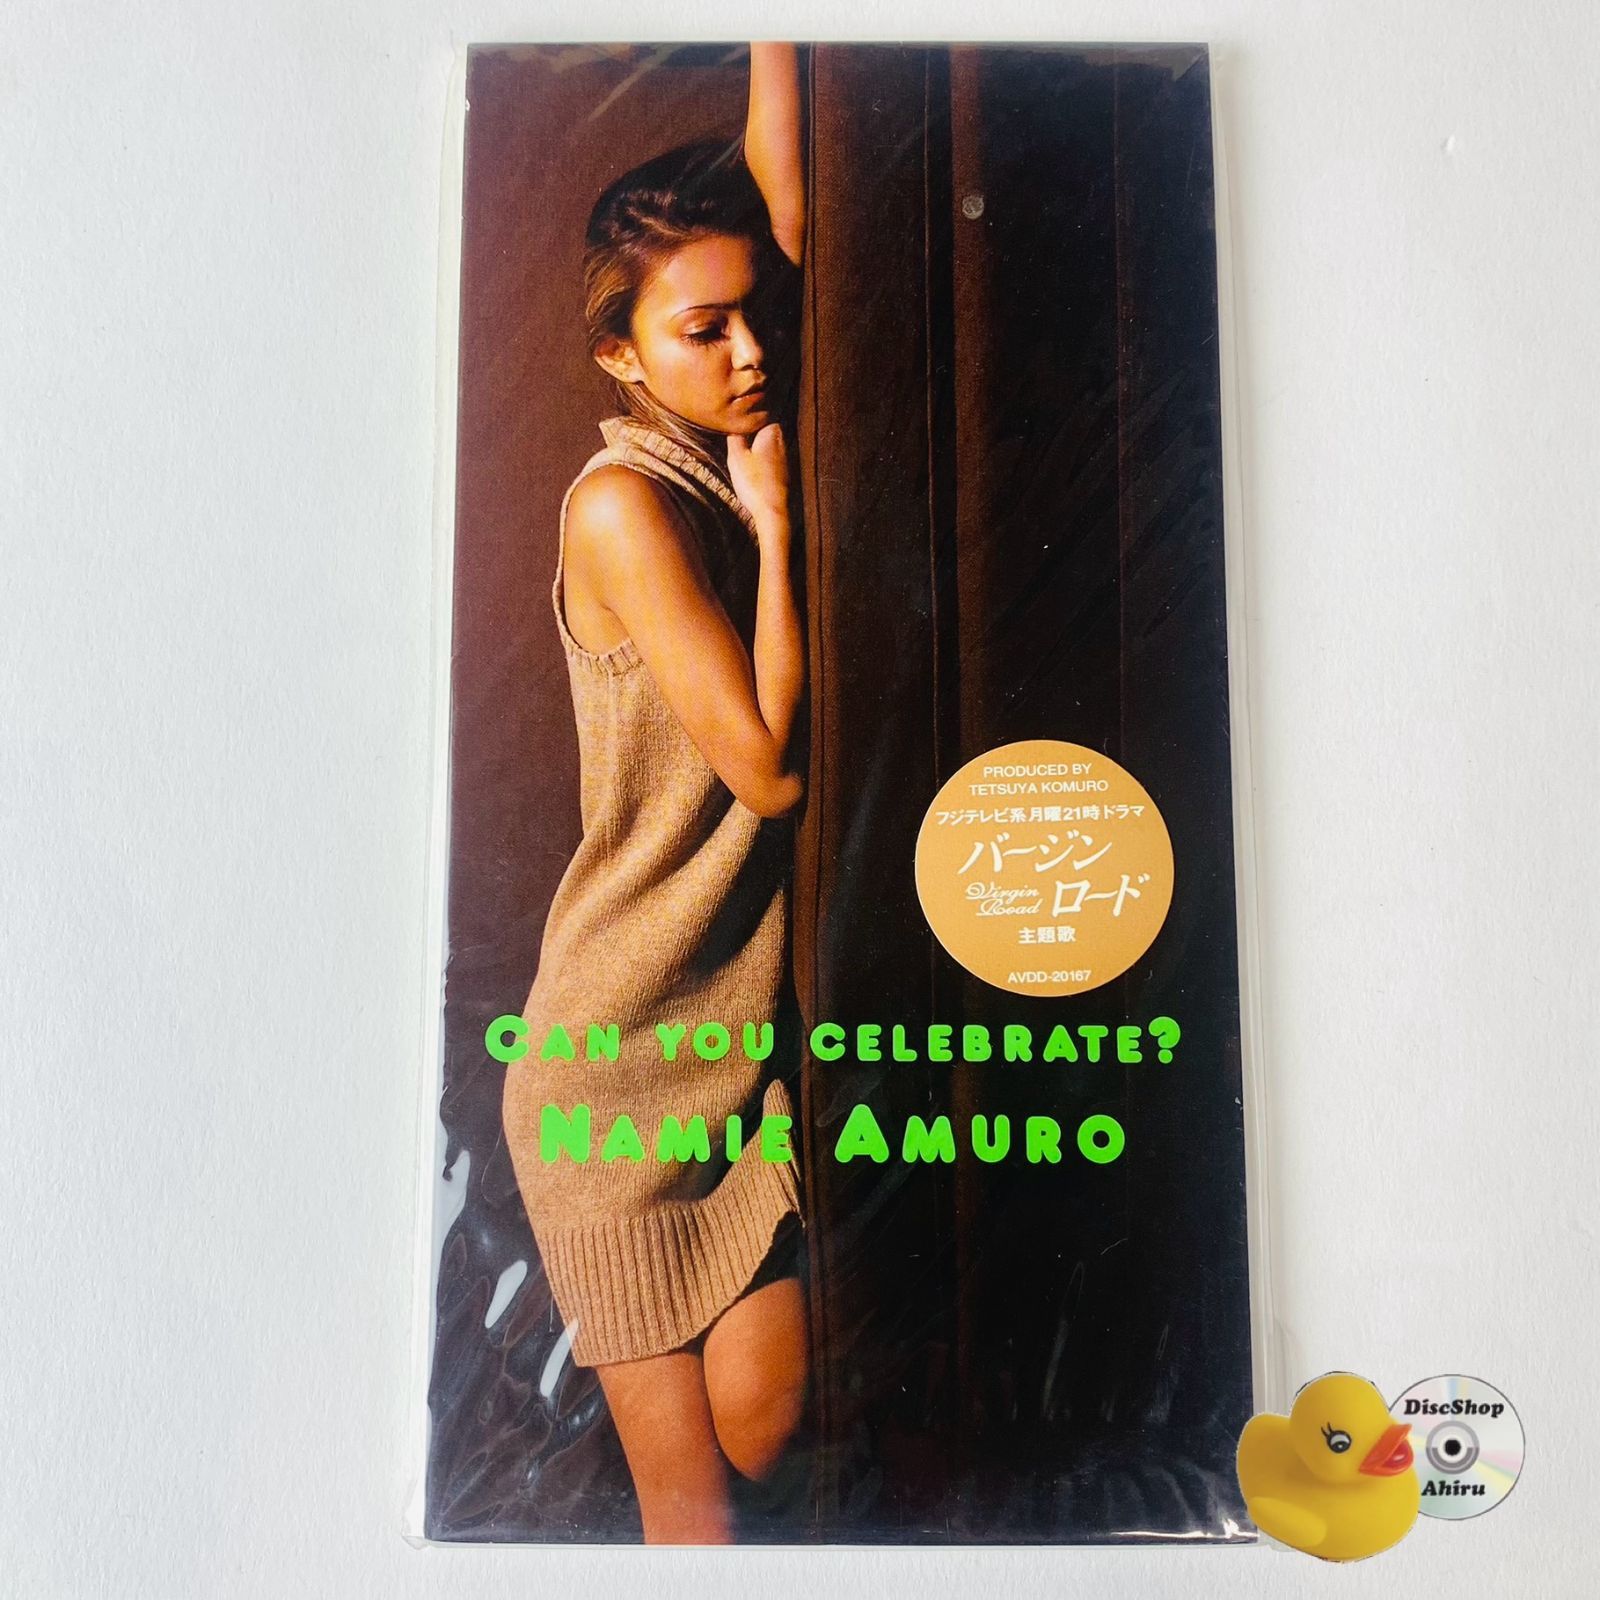 PRODUCED BY
TETSUYA KOMURO
フジテレビ系月曜21時ドラマ
バージン
Virgin
Road ロード
主題歌
AVDD-20167
CAN YOU CELEBRATE?
NAMIE AMURO
DiscShop
Ahiru